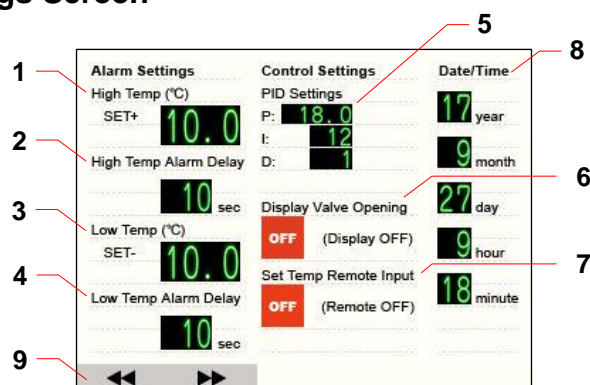 gs Screen
5
8
1
2
3
4
9
6
7
Alarm Settings
High Temp (℃)
SET+ 10.0
High Temp Alarm Delay
10 sec
Low Temp (℃)
SET- 10.0
Low Temp Alarm Delay
10 sec
Control Settings
PID Settings
P: 18.0
I: 12
D: 1
Display Valve Opening
OFF (Display OFF)
Set Temp Remote Input
OFF (Remote OFF)
Date/Time
17 year
9 month
27 day
9 hour
18 minute